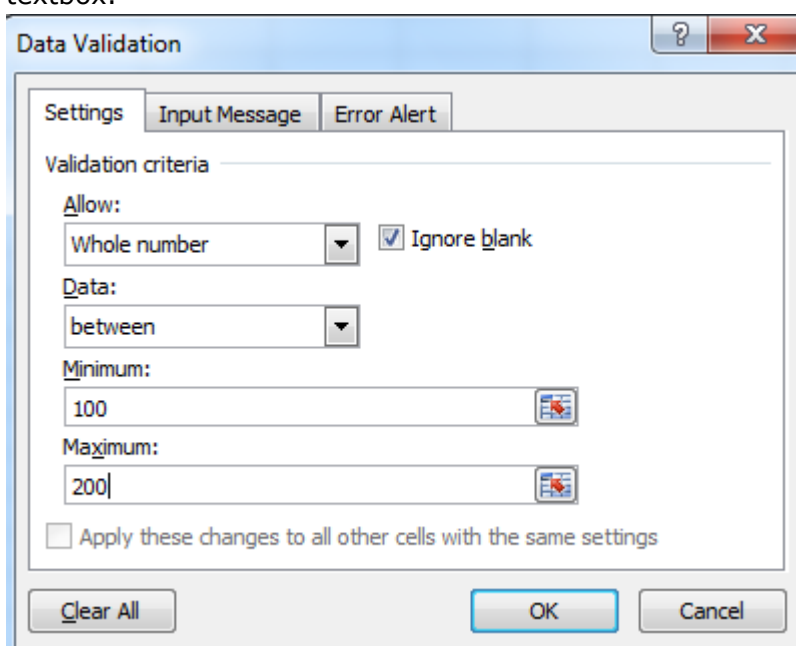 textbox.
Data Validation
Settings Input Message Error Alert
Validation criteria
Allow:
Whole number Ignore blank
Data:
between
Minimum:
100
Maximum:
200
Apply these changes to all other cells with the same settings
Clear All OK Cancel